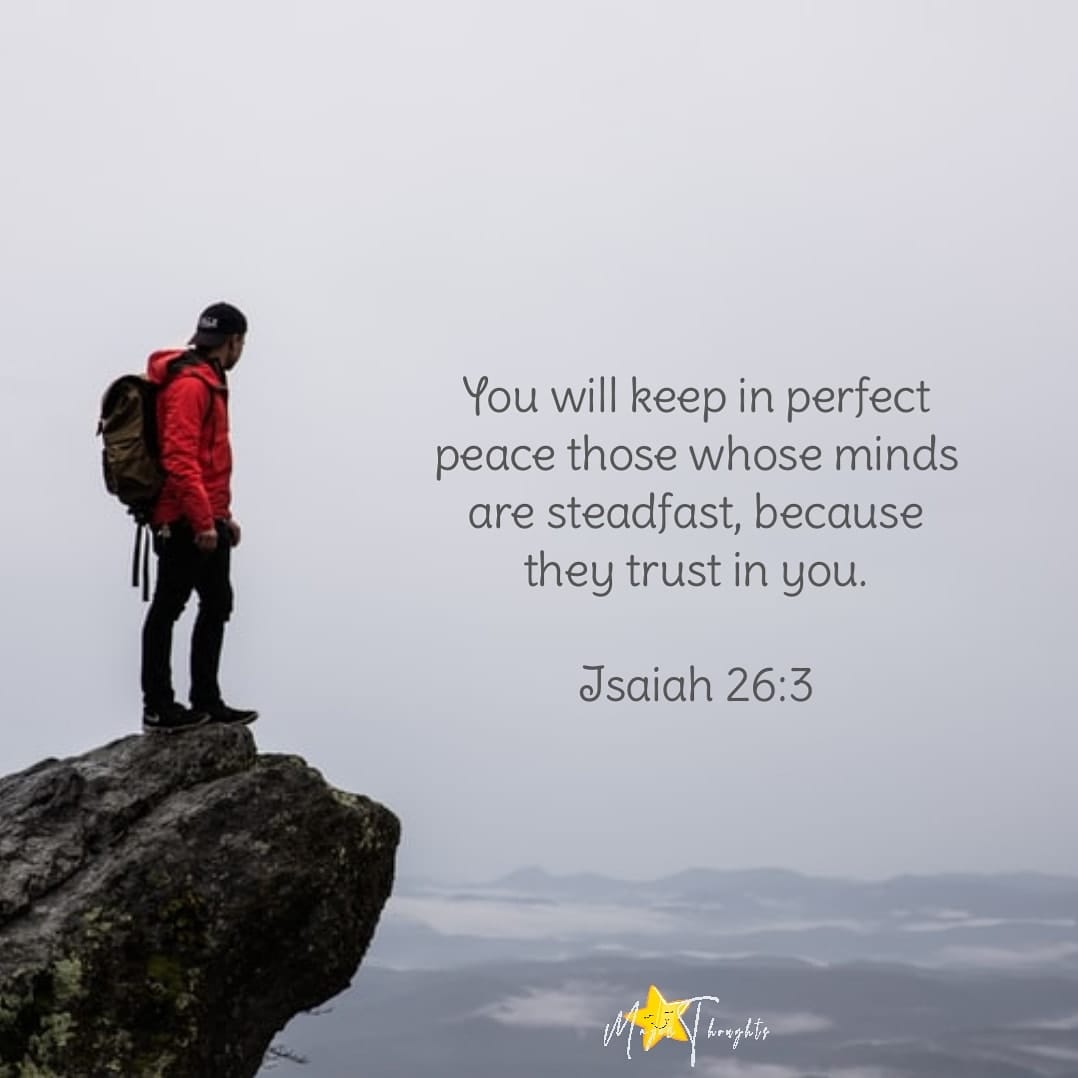 You will keep in perfect
peace those whose minds
are steadfast, because
they trust in you.
Isaiah 26:3
Thoughts